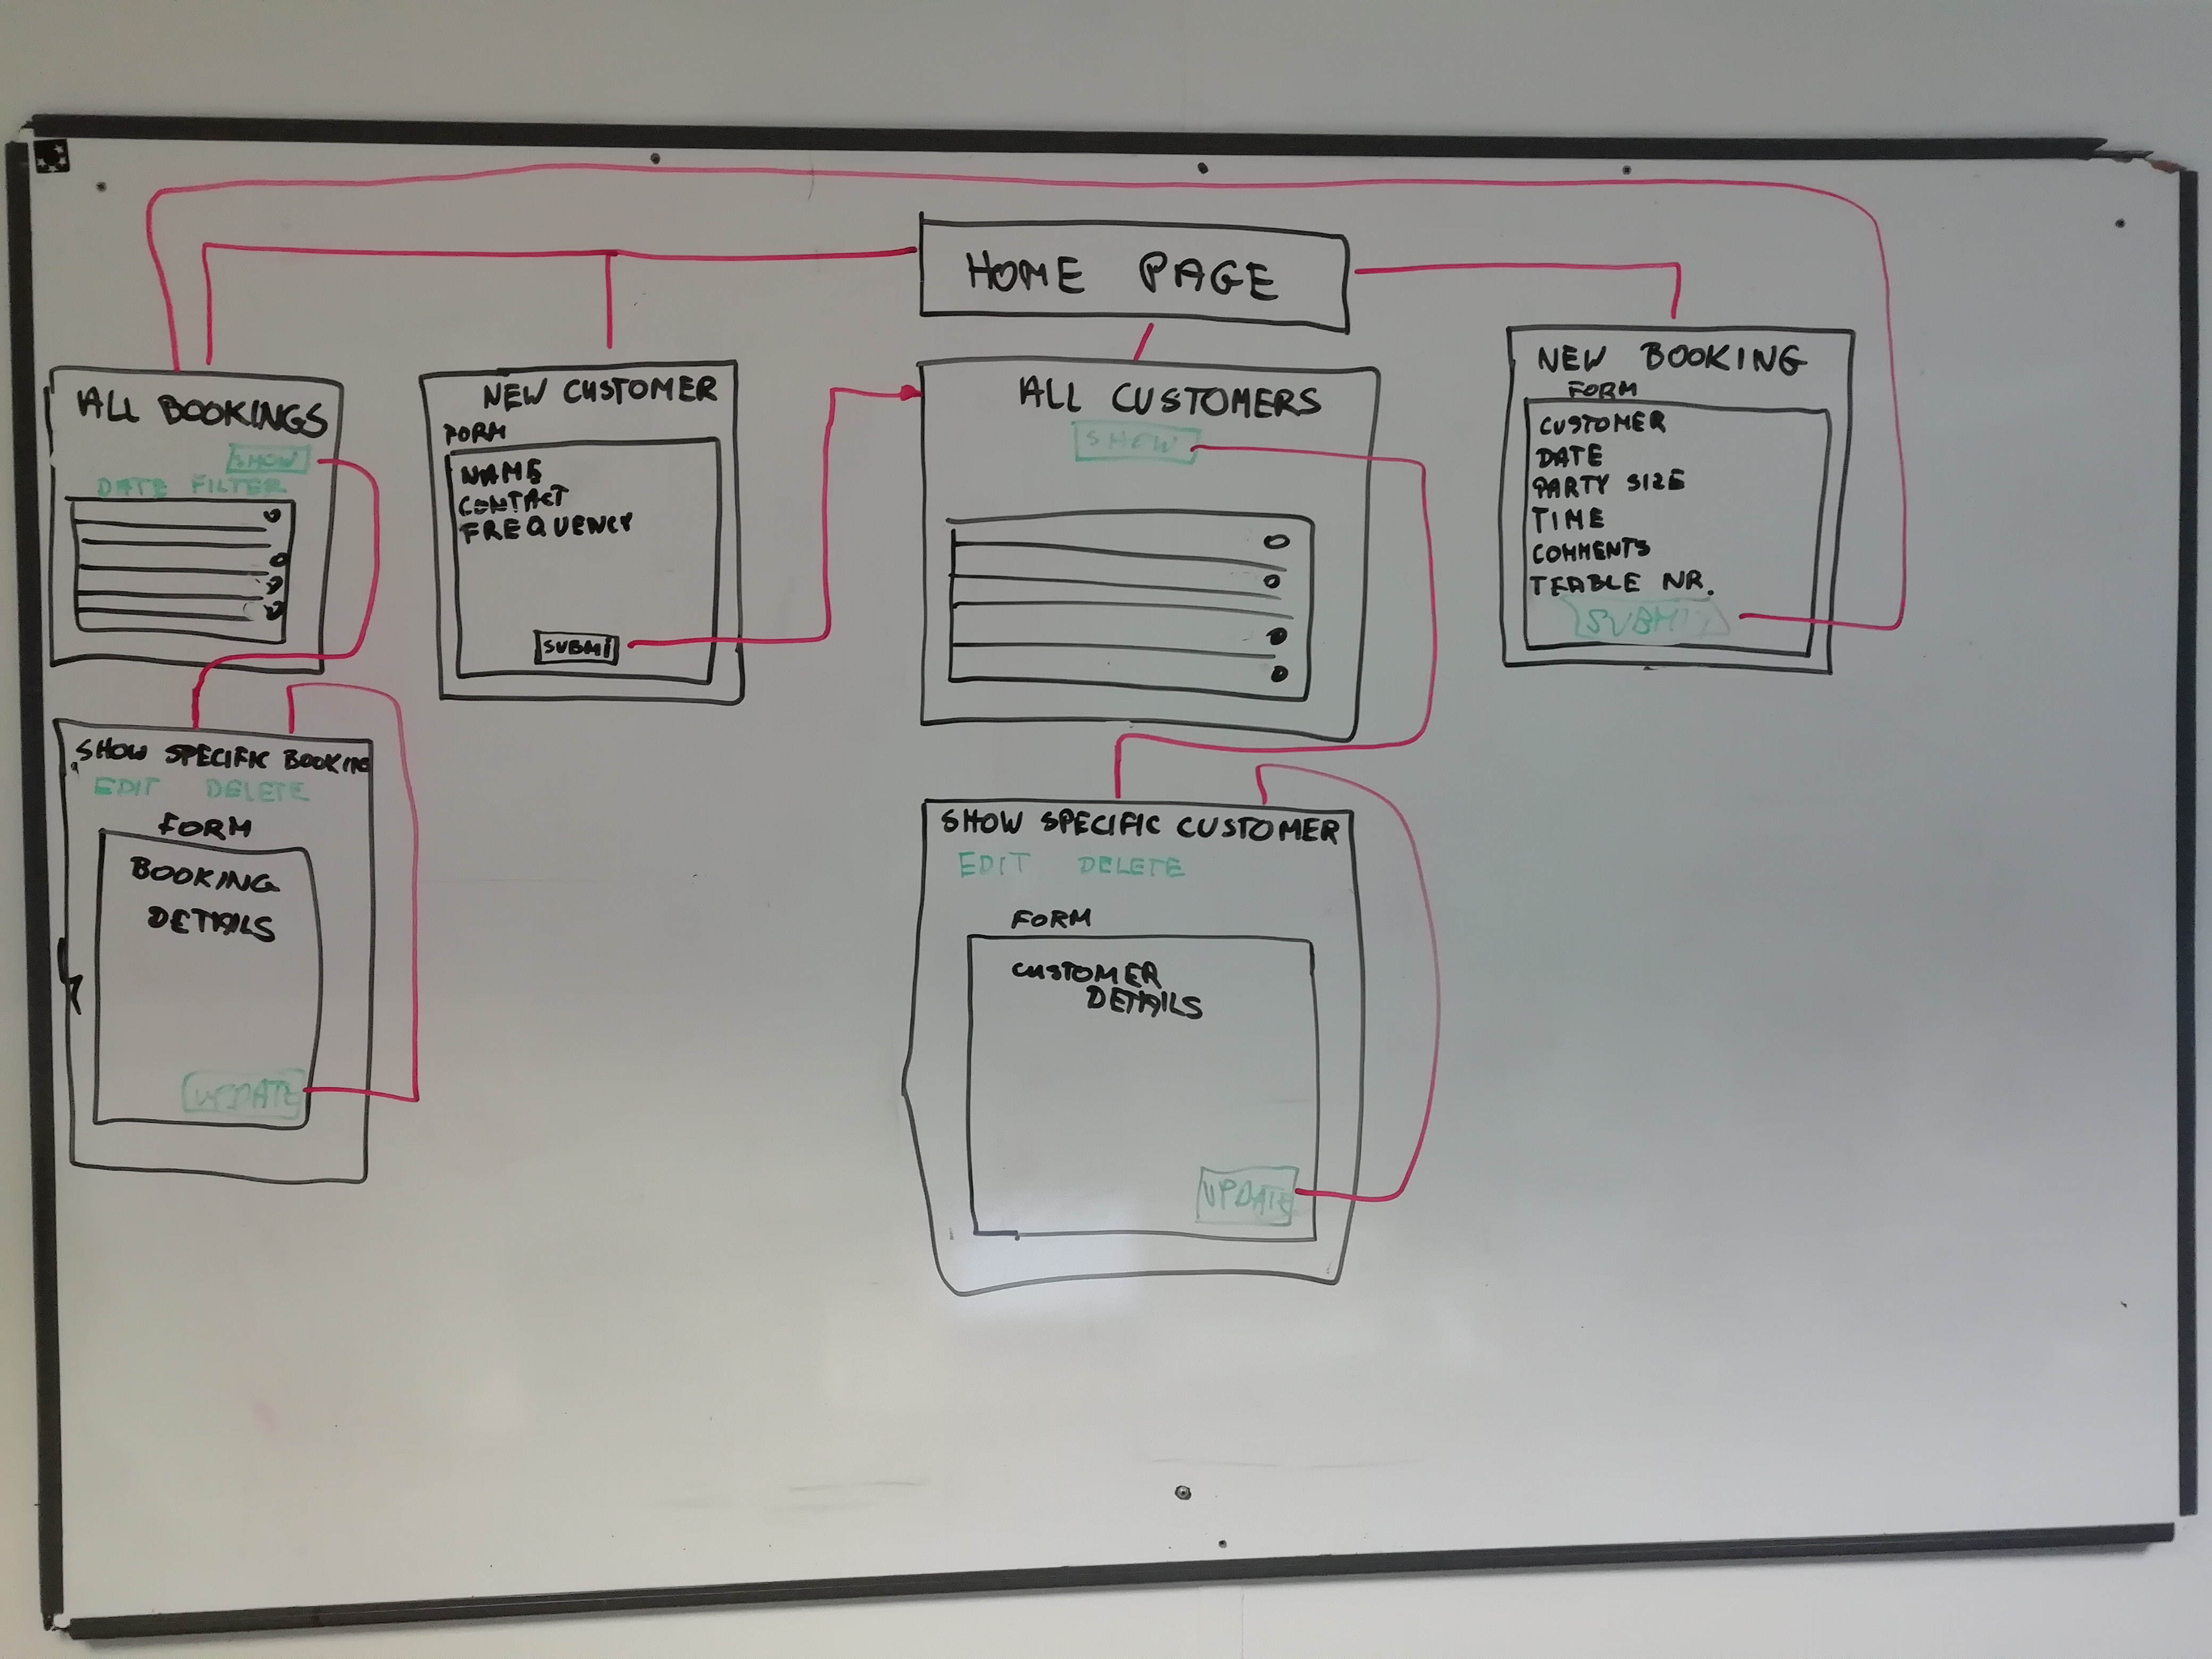 HOME PAGE
ALL BOOKINGS
SHOW
DATE FILTER
NEW CUSTOMER
FORM
NAME
CONTACT
FREQUENCY
SUBMI
ALL CUSTOMERS
SHOW
NEW BOOKING
FORM
CUSTOMER
DATE
PARTY SIZE
TIME
COMMENTS
TEABLE NR.
SUBMIT
SHOW SPECIFIC BOOKING
EDIT DELETE
FORM
BOOKING
DETAILS
UPDATE
SHOW SPECIFIC CUSTOMER
EDIT DELETE
FORM
CUSTOMER
DETAILS
UPDATE